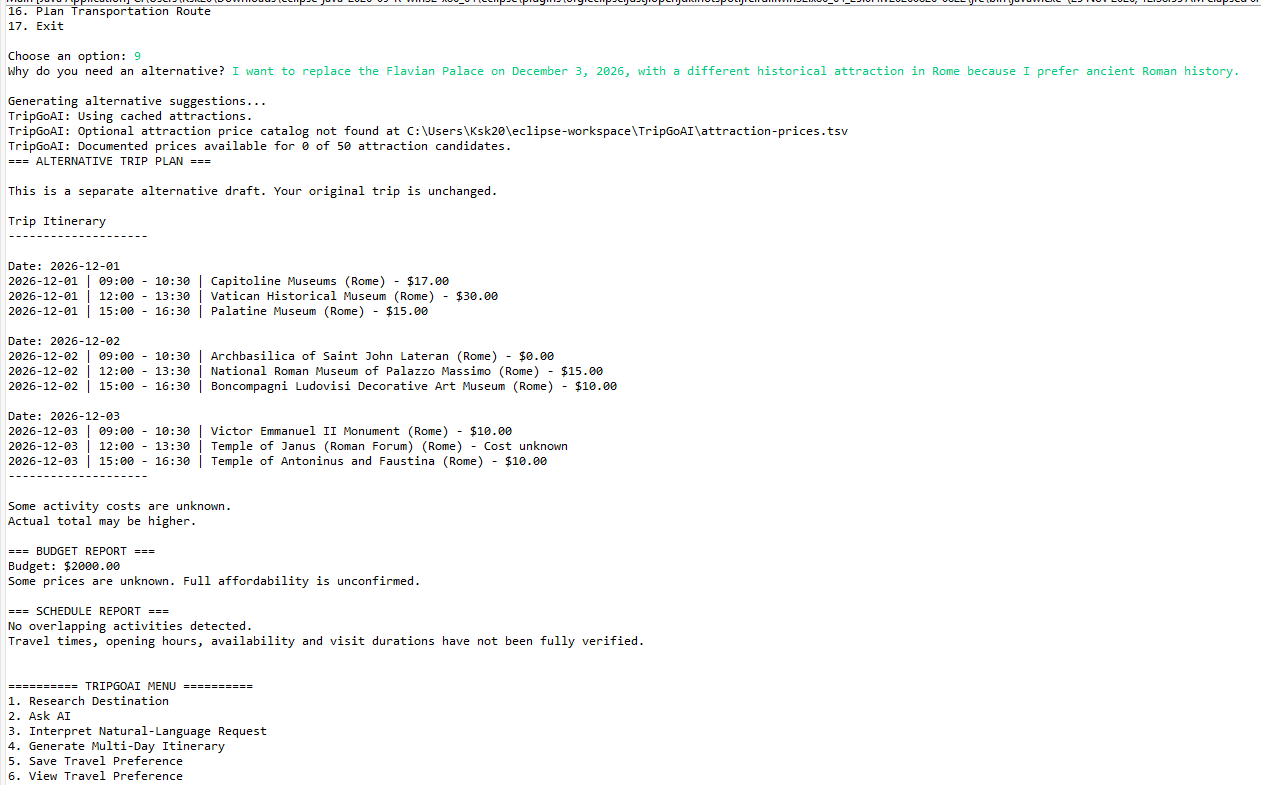 16. Plan Transportation Route
17. Exit
Choose an option: 9
Why do you need an alternative? I want to replace the Flavian Palace on December 3, 2026, with a different historical attraction in Rome because I prefer ancient Roman history.
Generating alternative suggestions...
TripGoAI: Using cached attractions.
TripGoAI: Optional attraction price catalog not found at C:\Users\Ksk20\eclipse-workspace\TripGoAI\attraction-prices.tsv
TripGoAI: Documented prices available for 0 of 50 attraction candidates.
=== ALTERNATIVE TRIP PLAN ===
This is a separate alternative draft. Your original trip is unchanged.
Trip Itinerary
--------------------
Date: 2026-12-01
2026-12-01 | 09:00 - 10:30 | Capitoline Museums (Rome) - $17.00
2026-12-01 | 12:00 - 13:30 | Vatican Historical Museum (Rome) - $30.00
2026-12-01 | 15:00 - 16:30 | Palatine Museum (Rome) - $15.00
Date: 2026-12-02
2026-12-02 | 09:00 - 10:30 | Archbasilica of Saint John Lateran (Rome) - $0.00
2026-12-02 | 12:00 - 13:30 | National Roman Museum of Palazzo Massimo (Rome) - $15.00
2026-12-02 | 15:00 - 16:30 | Boncompagni Ludovisi Decorative Art Museum (Rome) - $10.00
Date: 2026-12-03
2026-12-03 | 09:00 - 10:30 | Victor Emmanuel II Monument (Rome) - $10.00
2026-12-03 | 12:00 - 13:30 | Temple of Janus (Roman Forum) (Rome) - Cost unknown
2026-12-03 | 15:00 - 16:30 | Temple of Antoninus and Faustina (Rome) - $10.00
--------------------
Some activity costs are unknown.
Actual total may be higher.
=== BUDGET REPORT ===
Budget: $2000.00
Some prices are unknown. Full affordability is unconfirmed.
=== SCHEDULE REPORT ===
No overlapping activities detected.
Travel times, opening hours, availability and visit durations have not been fully verified.
========== TRIPGOAI MENU ==========
1. Research Destination
2. Ask AI
3. Interpret Natural-Language Request
4. Generate Multi-Day Itinerary
5. Save Travel Preference
6. View Travel Preference